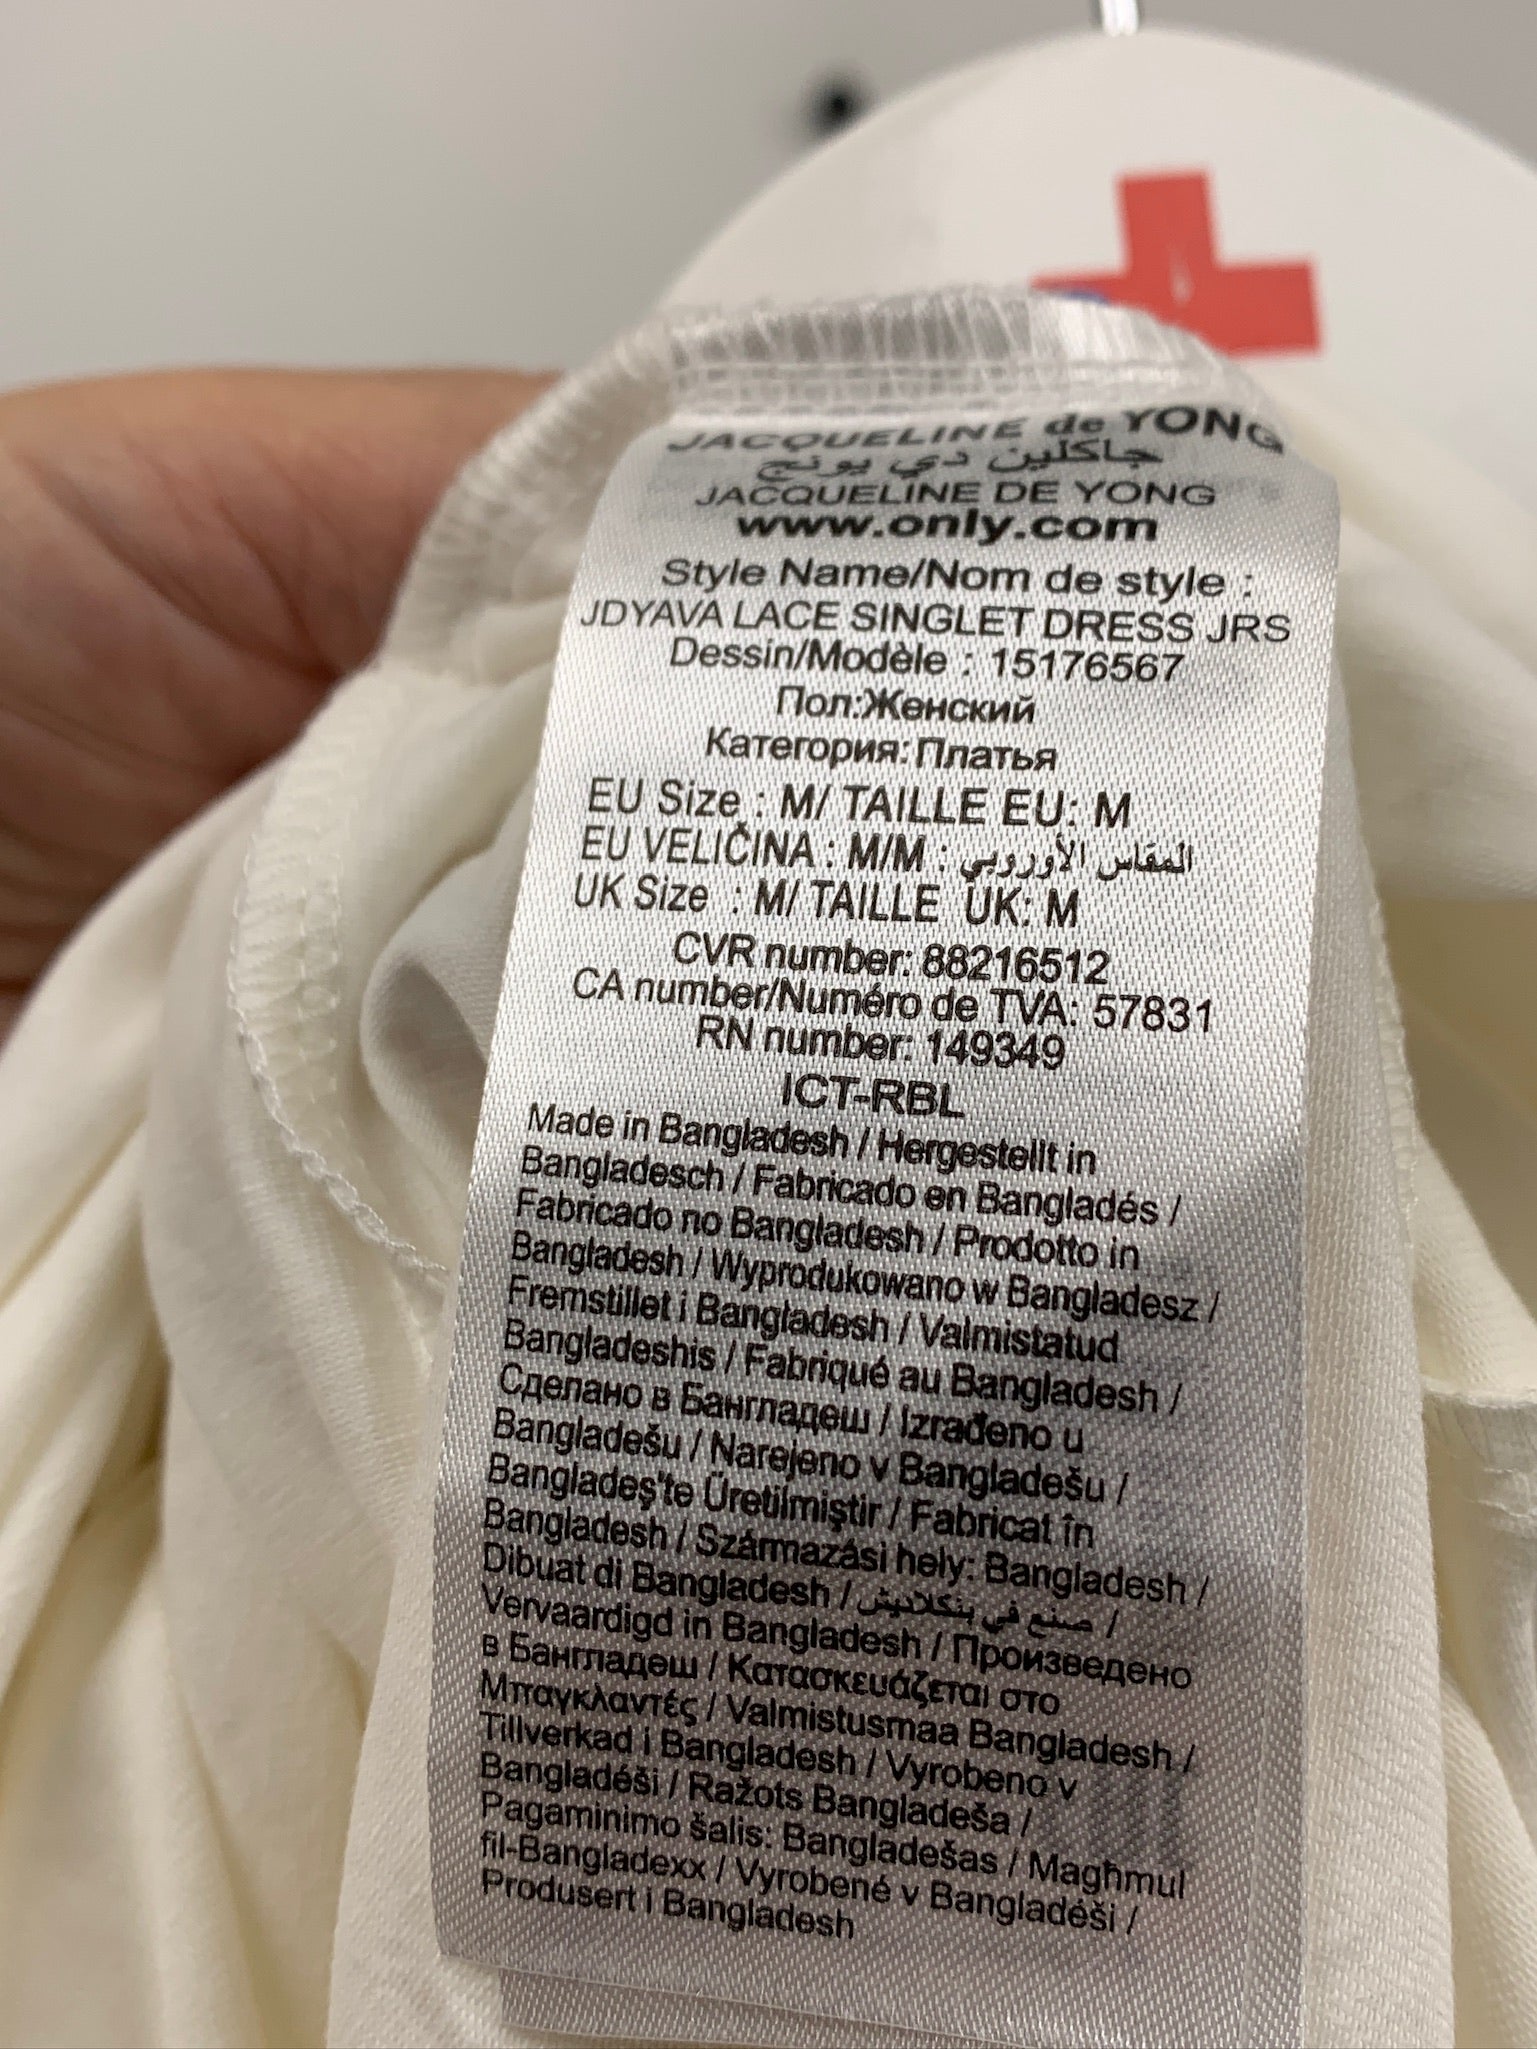 JACQUELINE de YONG
جاكلين دي يونج
JACQUELINE DE YONG
www.only.com
Style Name/Nom de style :
JDYAVA LACE SINGLET DRESS JRS
Dessin/Modèle : 15176567
Пол:Женский
Категория:Платья
EU Size : M/ TAILLE EU: M
EU VELIČINA : M/M : المقاس الأوروبي
UK Size : M/ TAILLE UK: M
CVR number: 88216512
CA number/Numéro de TVA: 57831
RN number: 149349
ICT-RBL
Made in Bangladesh / Hergestellt in
Bangladesch / Fabricado en Bangladés /
Fabricado no Bangladesh / Prodotto in
Bangladesh / Wyprodukowano w Bangladesz /
Fremstillet i Bangladesh / Valmistatud
Bangladeshis / Fabriqué au Bangladesh /
Сделано в Бангладеш / Izrađeno u
Bangladešu / Narejeno v Bangladešu /
Bangladeş'te Üretilmiştir / Fabricat în
Bangladesh / Származási hely: Bangladesh /
Dibuat di Bangladesh / صنع في بنكلاديش /
Vervaardigd in Bangladesh / Произведено
в Бангладеш / Κατασκευάζεται στο
Μπαγκλαντές / Valmistusmaa Bangladesh /
Tillverkad i Bangladesh / Vyrobeno v
Bangladéši / Ražots Bangladeša /
Pagaminimo šalis: Bangladešas / Magħmul
fil-Bangladexx / Vyrobené v Bangladéši /
Produsert i Bangladesh